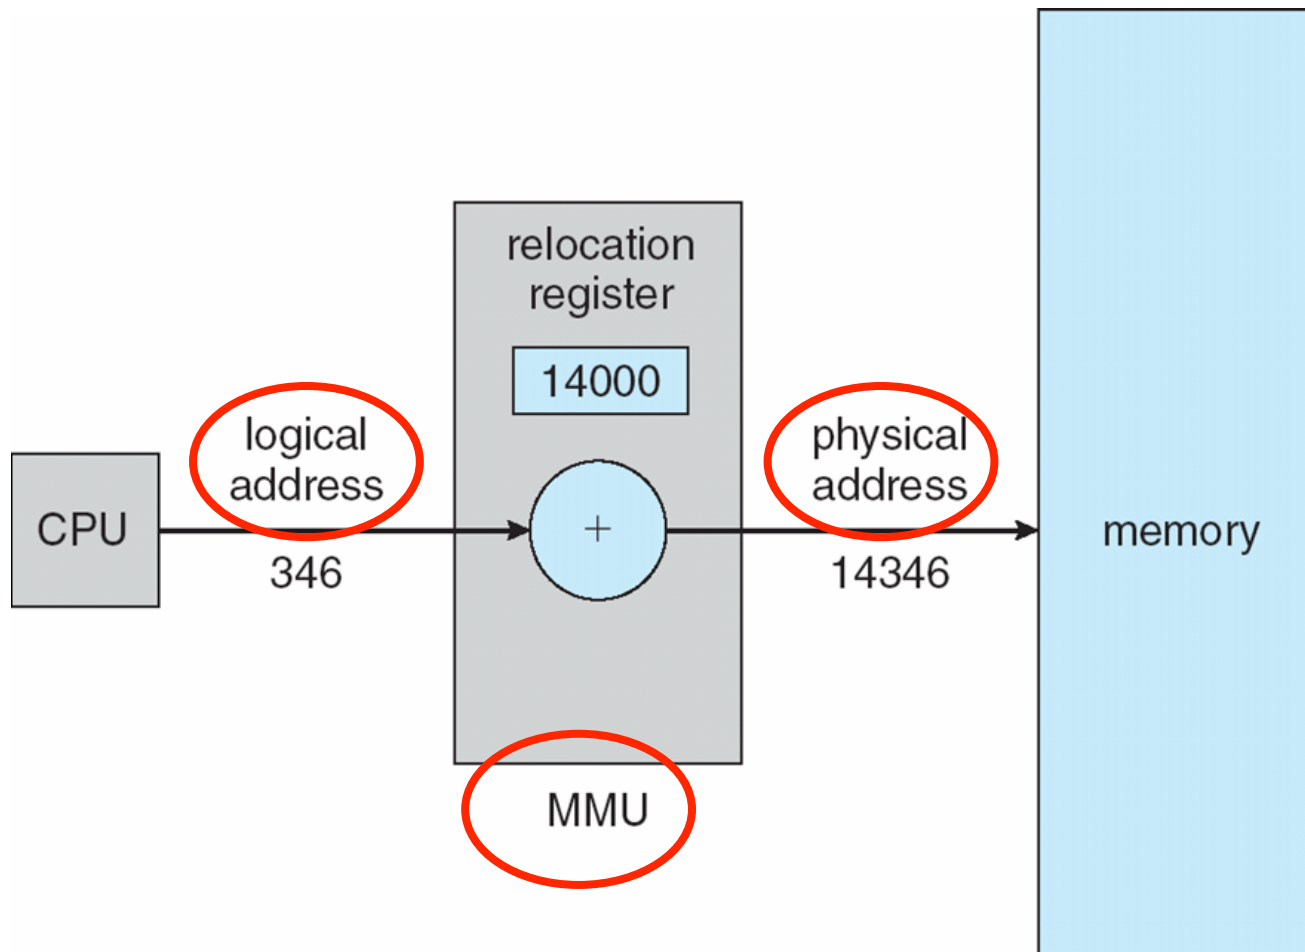 relocation
register
14000
logical
address
physical
address
CPU
+
memory
346
14346
MMU